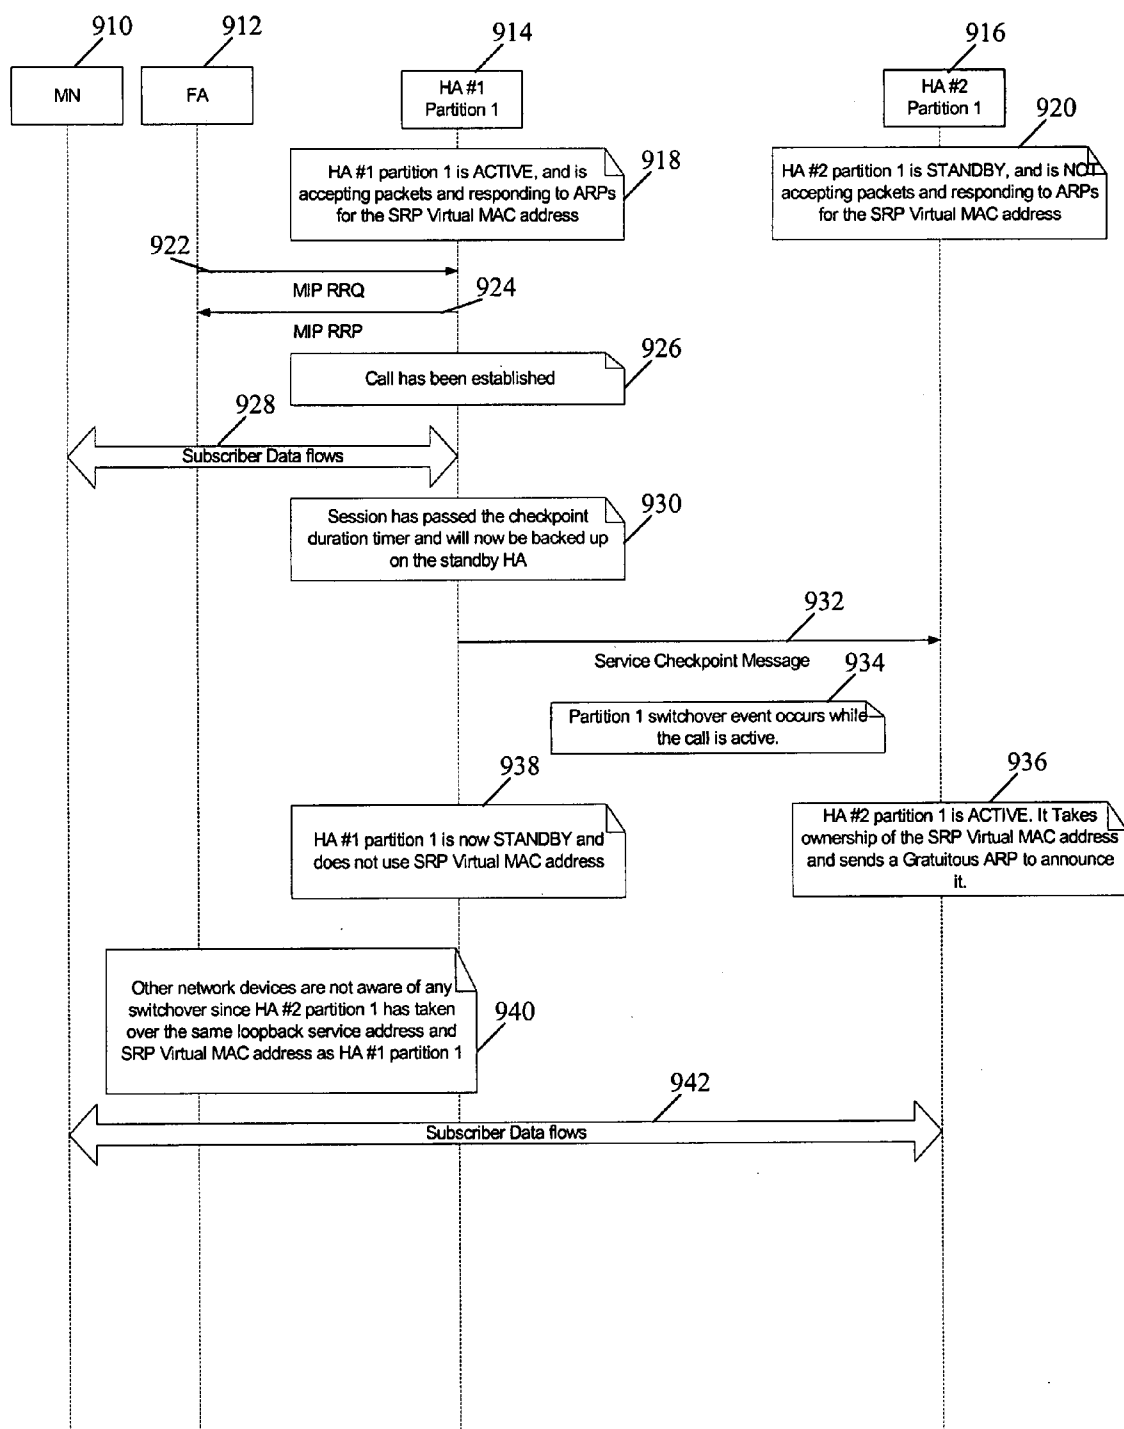 910
912
914
916
MN
FA
HA #1
Partition 1
HA #2
Partition 1
920
HA #1 partition 1 is ACTIVE, and is
accepting packets and responding to ARPs
for the SRP Virtual MAC address
918
HA #2 partition 1 is STANDBY, and is NOT
accepting packets and responding to ARPs
for the SRP Virtual MAC address
922
MIP RRQ
924
MIP RRP
926
Call has been established
928
Subscriber Data flows
930
Session has passed the checkpoint
duration timer and will now be backed up
on the standby HA
932
Service Checkpoint Message
934
Partition 1 switchover event occurs while
the call is active.
938
HA #1 partition 1 is now STANDBY and
does not use SRP Virtual MAC address
936
HA #2 partition 1 is ACTIVE. It Takes
ownership of the SRP Virtual MAC address
and sends a Gratuitous ARP to announce
it.
Other network devices are not aware of any
switchover since HA #2 partition 1 has taken
over the same loopback service address and
SRP Virtual MAC address as HA #1 partition 1
940
942
Subscriber Data flows